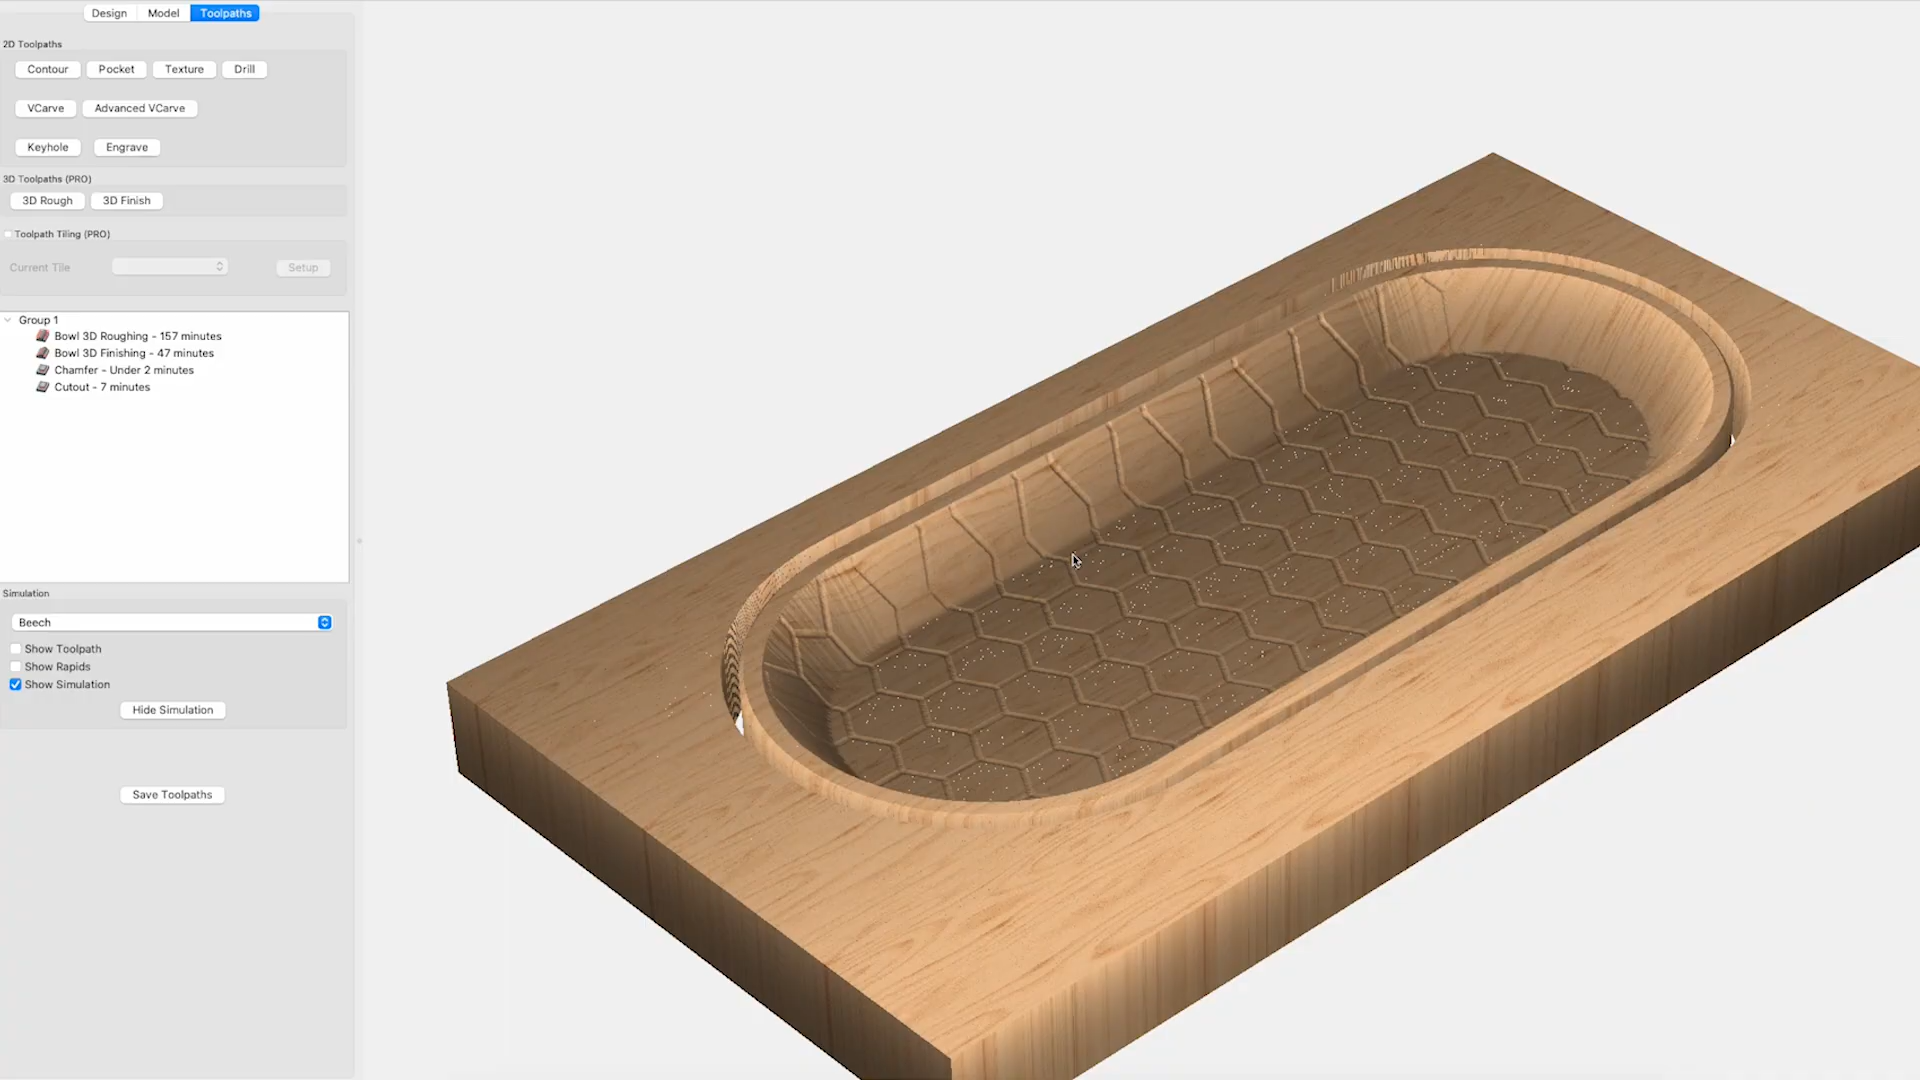 Design Model Toolpaths
2D Toolpaths
Contour Pocket Texture Drill
VCarve Advanced VCarve
Keyhole Engrave
3D Toolpaths (PRO)
3D Rough 3D Finish
Toolpath Tiling (PRO)
Current Tile Setup
Group 1
Bowl 3D Roughing - 157 minutes
Bowl 3D Finishing - 47 minutes
Chamfer - Under 2 minutes
Cutout - 7 minutes
Simulation
Beech
Show Toolpath
Show Rapids
Show Simulation
Hide Simulation
Save Toolpaths